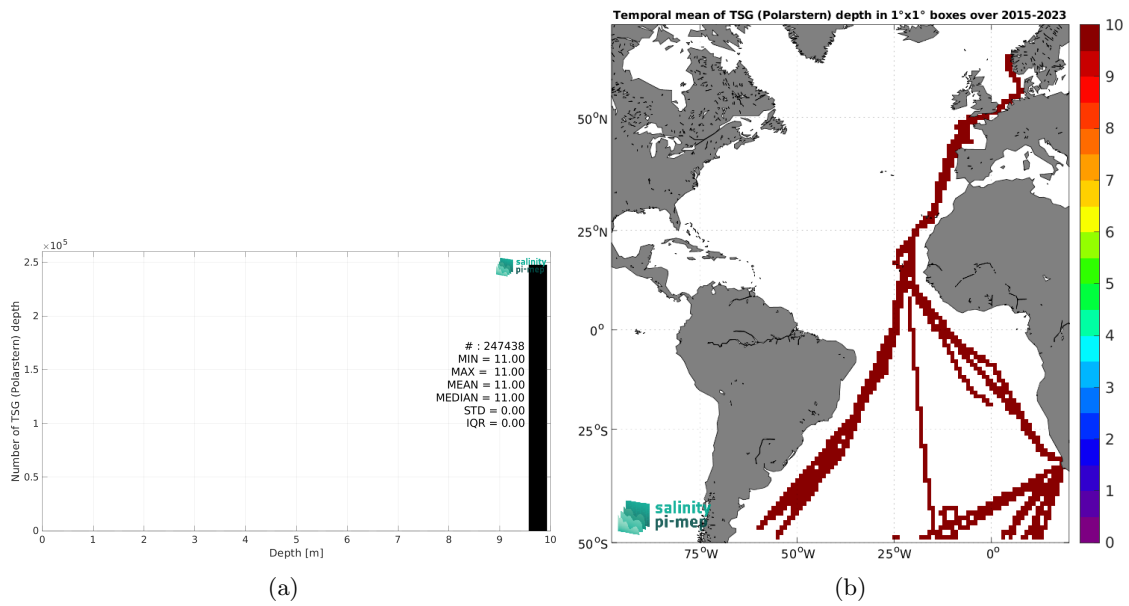 ×10⁵
2.5
2
1.5
1
0.5
0
Number of TSG (Polarstern) depth
salinity
pi-mep
# : 247438
MIN = 11.00
MAX = 11.00
MEAN = 11.00
MEDIAN = 11.00
STD = 0.00
IQR = 0.00
0 1 2 3 4 5 6 7 8 9 10
Depth [m]
(a)
Temporal mean of TSG (Polarstern) depth in 1°x1° boxes over 2015-2023
50°N
25°N
0°
25°S
50°S
75°W 50°W 25°W 0°
salinity
pi-mep
10
9
8
7
6
5
4
3
2
1
0
(b)